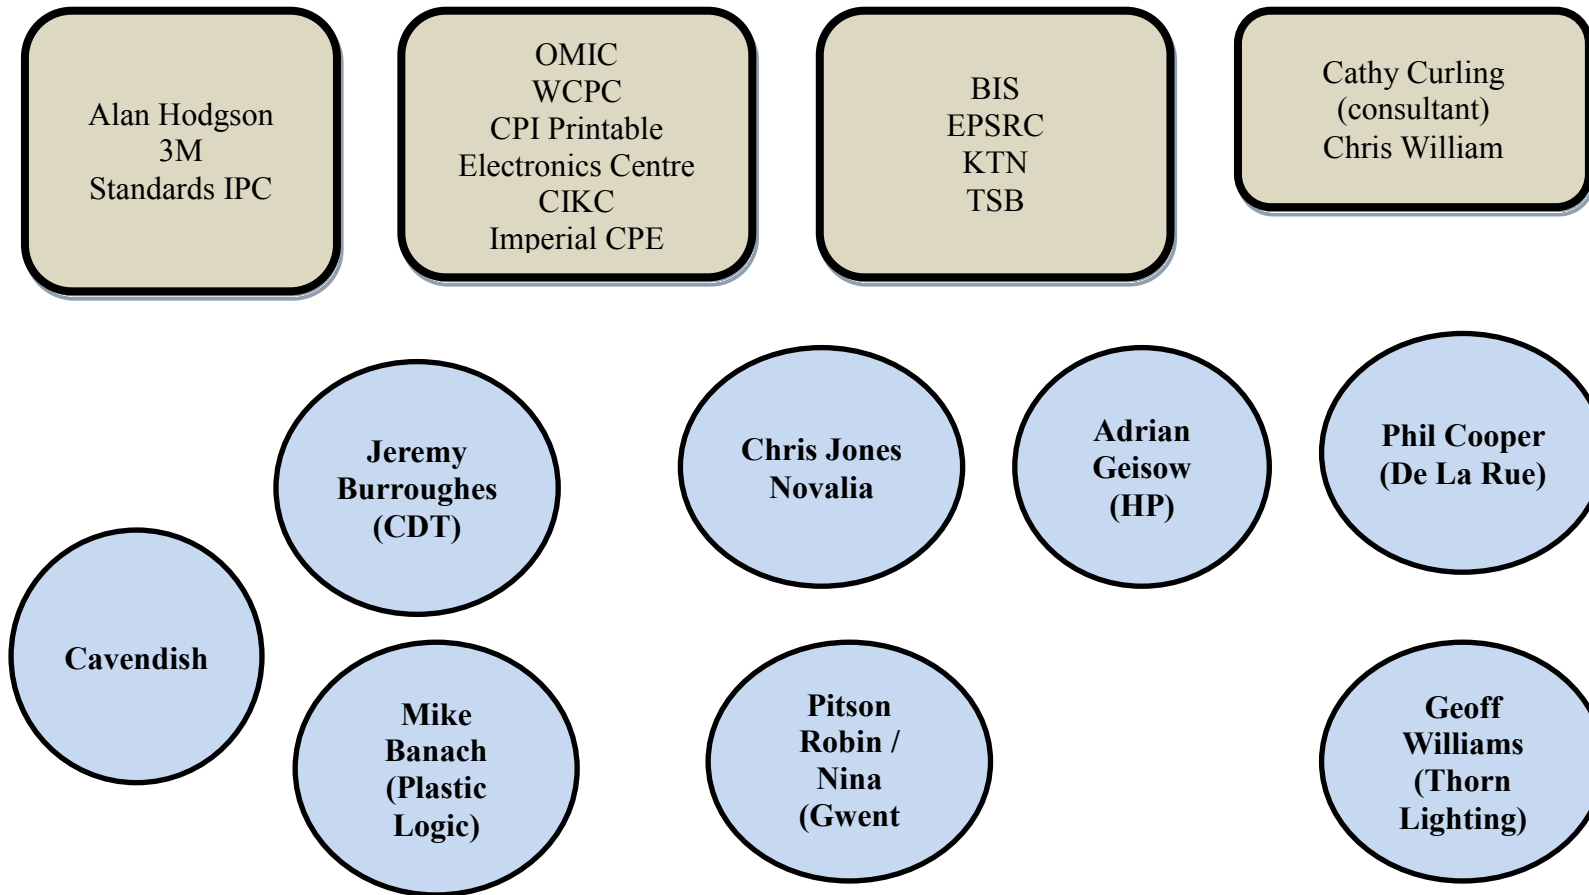 Alan Hodgson
3M
Standards IPC
OMIC
WCPC
CPI Printable
Electronics Centre
CIKC
Imperial CPE
BIS
EPSRC
KTN
TSB
Cathy Curling
(consultant)
Chris William
Jeremy
Burroughes
(CDT)
Chris Jones
Novalia
Adrian
Geisow
(HP)
Phil Cooper
(De La Rue)
Cavendish
Mike
Banach
(Plastic
Logic)
Pitson
Robin /
Nina
(Gwent
Geoff
Williams
(Thorn
Lighting)